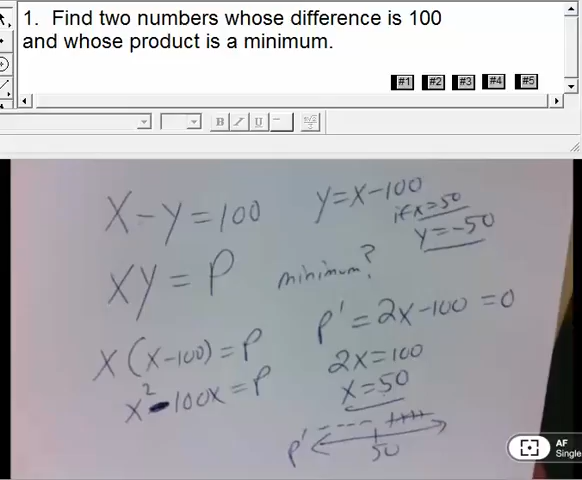 1. Find two numbers whose difference is 100
and whose product is a minimum.
#1 #2 #3 #4 #5
B I U
X-Y=100
y=x-100
if x=50
y=-50
XY=P
minimum?
P'=2X-100=0
X(X-100)=P
2X=100
X²-100X=P
X=50
P' ---- ++++
50
AF
Single